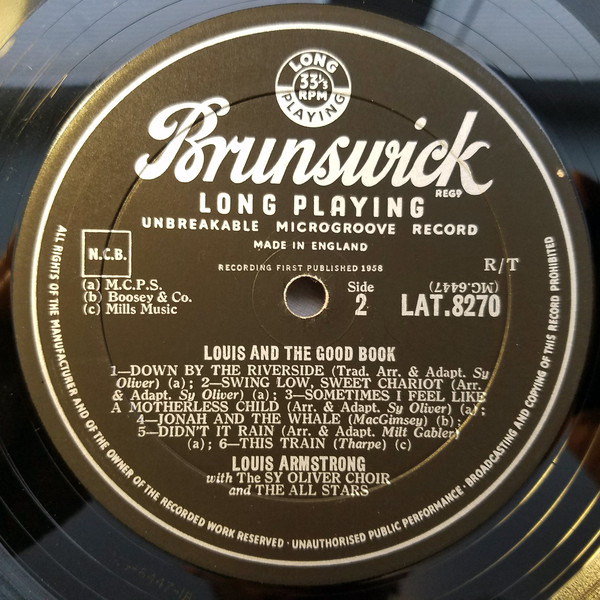 LONG
33⅓
RPM
PLAYING
Brunswick
REGD
LONG PLAYING
UNBREAKABLE MICROGROOVE RECORD
MADE IN ENGLAND
RECORDING FIRST PUBLISHED 1958
N.C.B.
R/T
(a) M.C.P.S.
(b) Boosey & Co.
(c) Mills Music
Side
2
(MG.6447)
LAT.8270
LOUIS AND THE GOOD BOOK
1—DOWN BY THE RIVERSIDE (Trad. Arr. & Adapt. Sy
Oliver) (a); 2—SWING LOW, SWEET CHARIOT (Arr.
& Adapt. Sy Oliver) (a); 3—SOMETIMES I FEEL LIKE
A MOTHERLESS CHILD (Arr. & Adapt. Sy Oliver) (a);
4—JONAH AND THE WHALE (MacGimsey) (b);
5—DIDN'T IT RAIN (Arr. & Adapt. Milt Gabler)
(a); 6—THIS TRAIN (Tharpe) (c)
LOUIS ARMSTRONG
with The SY OLIVER CHOIR
and THE ALL STARS
ALL RIGHTS OF THE MANUFACTURER AND OF THE OWNER OF THE RECORDED WORK RESERVED · UNAUTHORISED PUBLIC PERFORMANCE · BROADCASTING AND COPYING OF THIS RECORD PROHIBITED